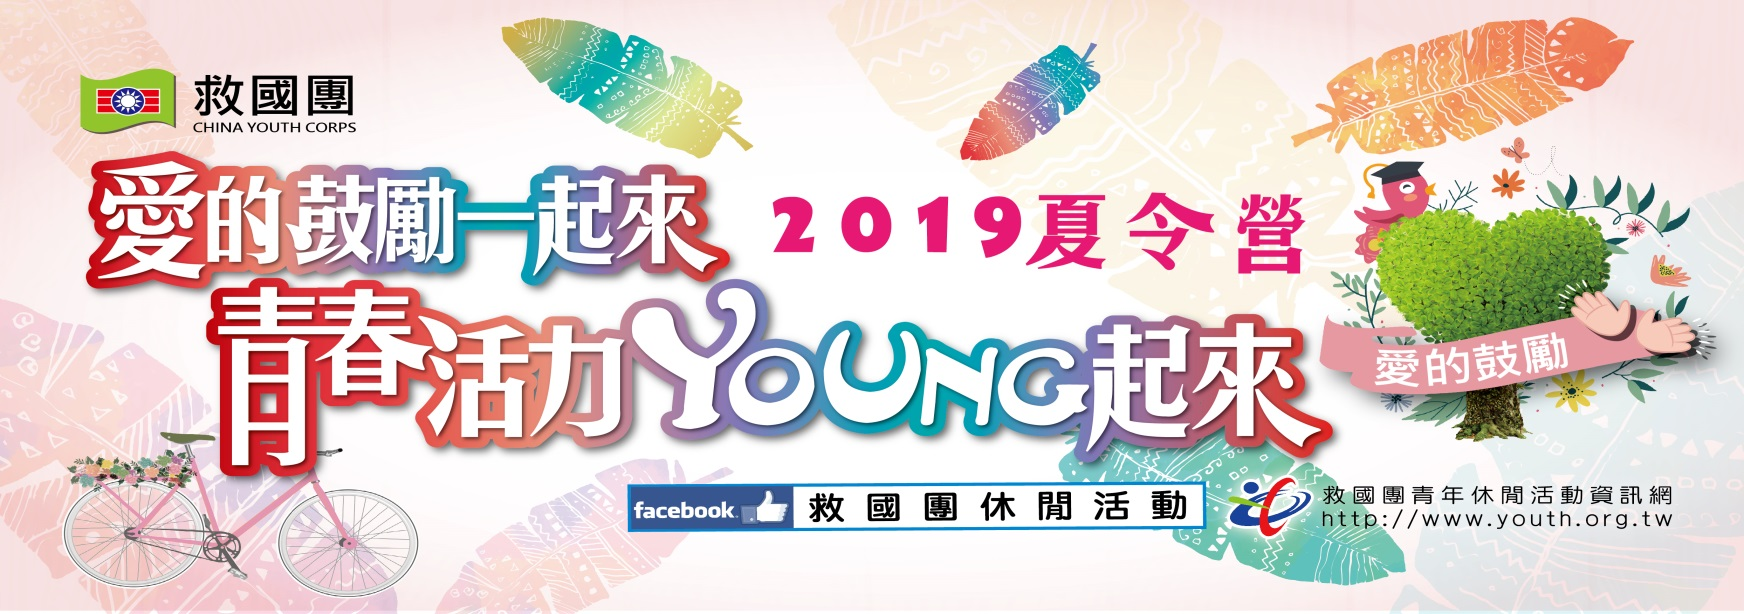 救國團
CHINA YOUTH CORPS
愛的鼓勵一起來
2019夏令營
青春活力YOUNG起來
愛的鼓勵
facebook 救國團休閒活動
救國團青年休閒活動資訊網
http://www.youth.org.tw